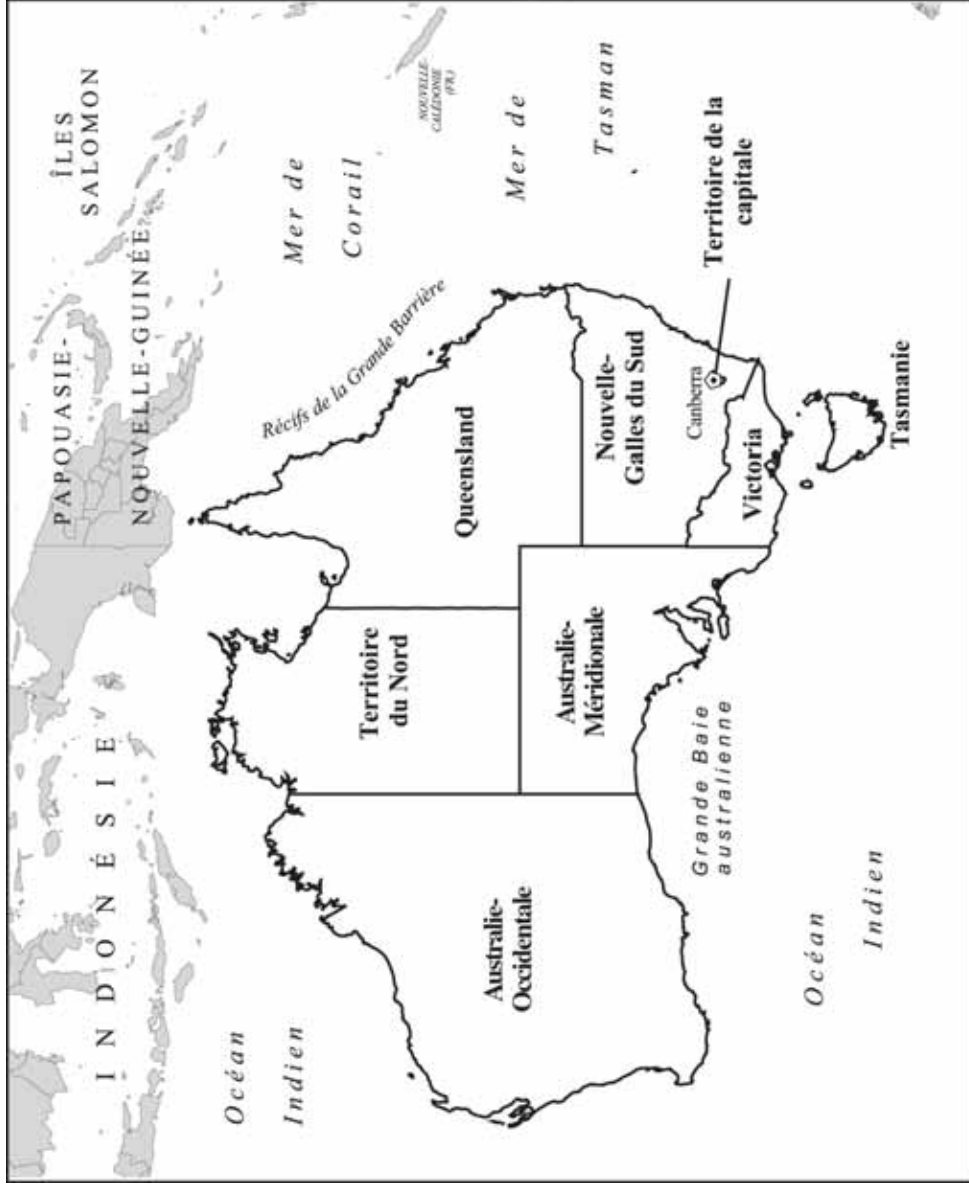 ÎLES
SALOMON
PAPOUASIE-
NOUVELLE-GUINÉE
INDONÉSIE
NOUVELLE-
CALÉDONIE
(FR.)
Mer de
Corail
Récifs de la Grande Barrière
Océan
Indien
Mer de
Tasman
Territoire
du Nord
Queensland
Australie-
Occidentale
Australie-
Méridionale
Nouvelle-
Galles du Sud
Canberra
Territoire de la
capitale
Victoria
Grande Baie
australienne
Tasmanie
Océan
Indien